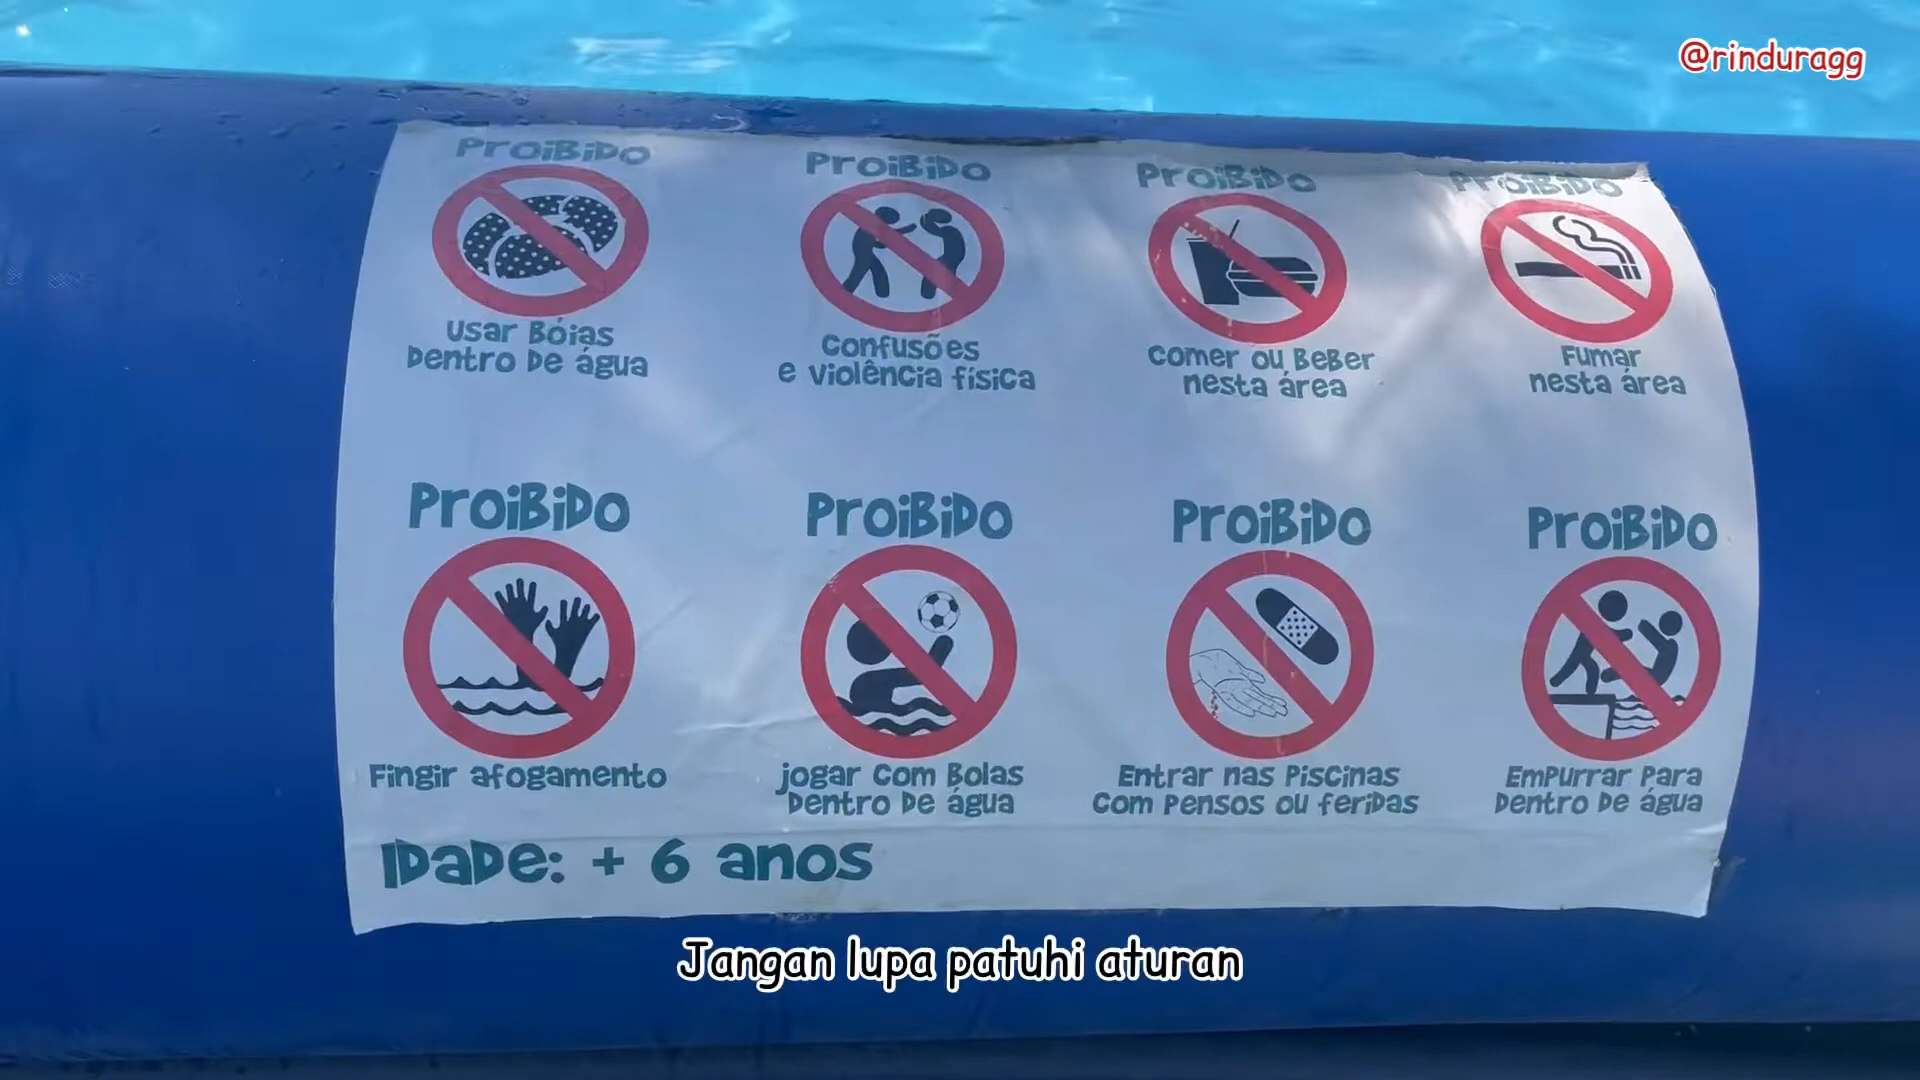 @rinduragg
Proibido
Usar Bóias
Dentro De água
Proibido
Confusões
e violência física
Proibido
Comer ou Beber
nesta área
Proibido
Fumar
nesta área
Proibido
Fingir afogamento
Proibido
jogar com Bolas
Dentro De água
Proibido
Entrar nas Piscinas
com Pensos ou feridas
Proibido
Empurrar Para
Dentro De água
Idade: + 6 anos
Jangan lupa patuhi aturan